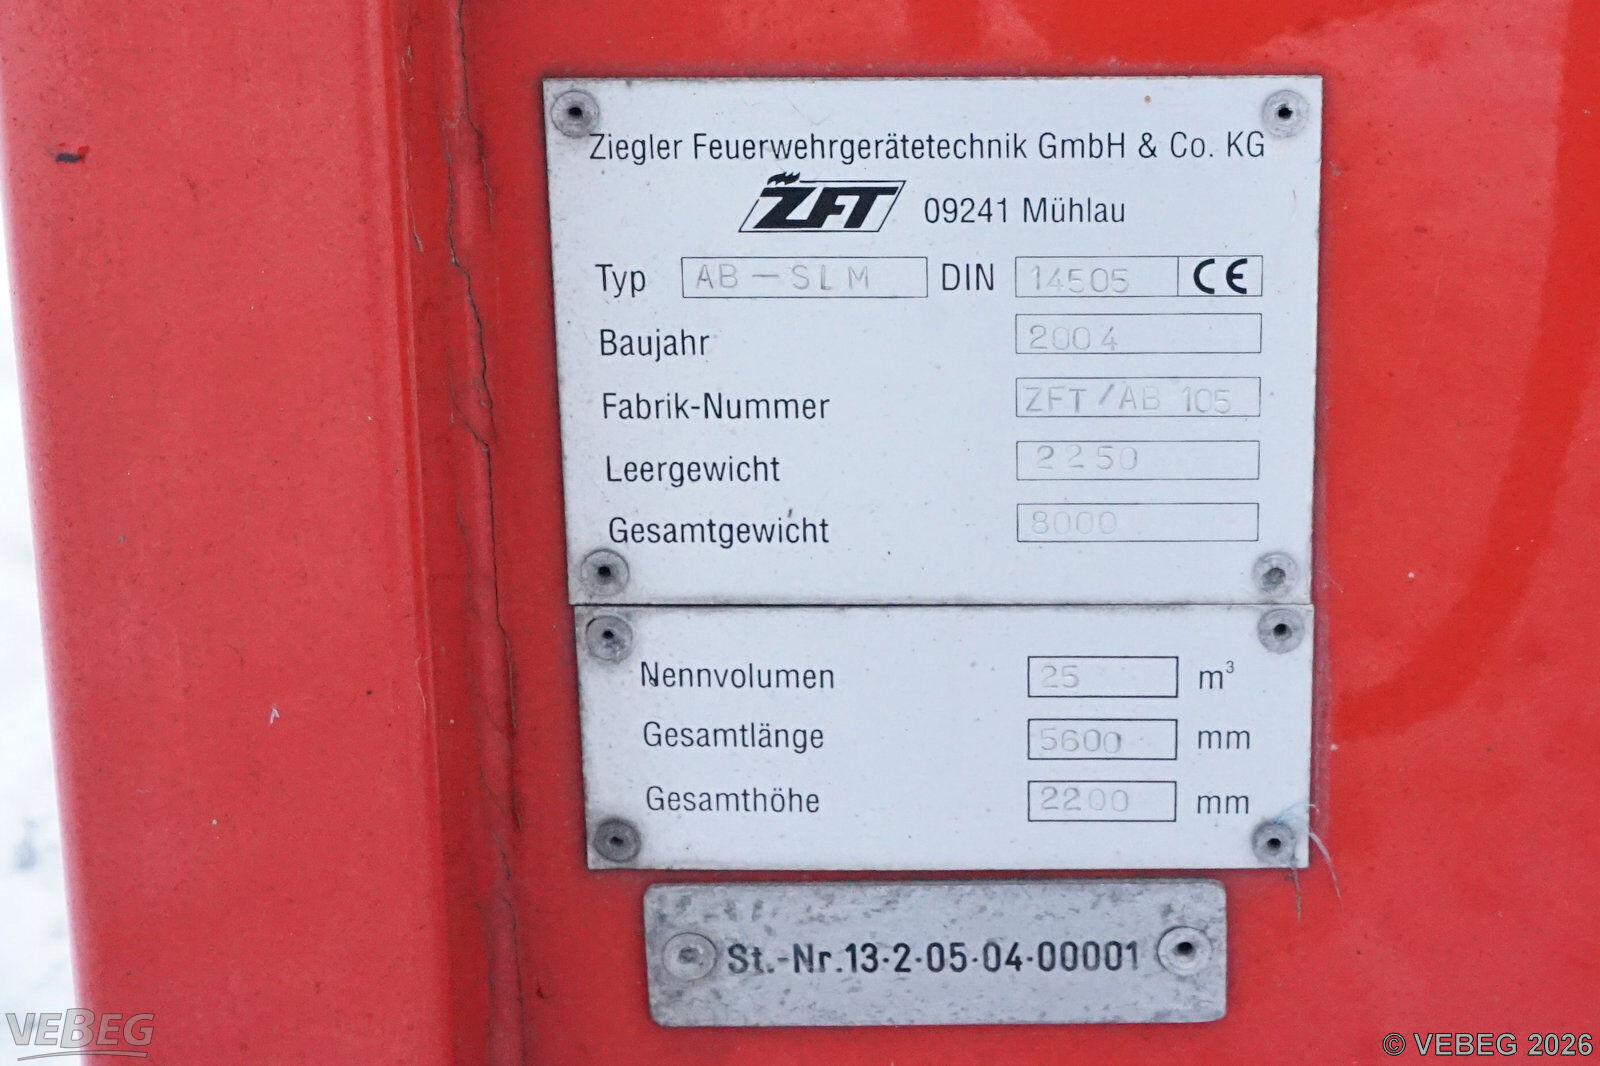 Ziegler Feuerwehrgerätetechnik GmbH & Co. KG
ZFT 09241 Mühlau
Typ AB-SLM DIN 14505 CE
Baujahr 2004
Fabrik-Nummer ZFT/AB 105
Leergewicht 2250
Gesamtgewicht 8000
Nennvolumen 25 m³
Gesamtlänge 5600 mm
Gesamthöhe 2200 mm
St.-Nr.13-2-05-04-00001
VEBEG
© VEBEG 2026